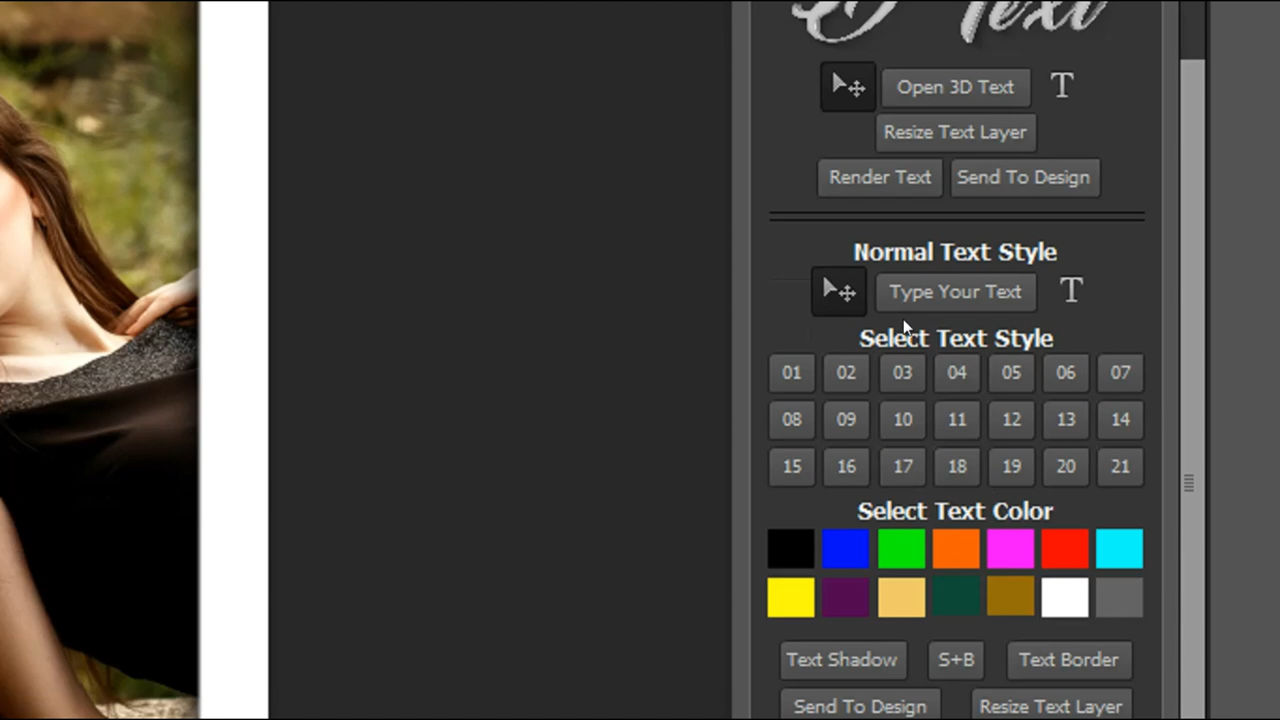 Text
Open 3D Text T
Resize Text Layer
Render Text Send To Design
Normal Text Style
Type Your Text T
Select Text Style
01 02 03 04 05 06 07
08 09 10 11 12 13 14
15 16 17 18 19 20 21
Select Text Color
Text Shadow S+B Text Border
Send To Design Resize Text Layer